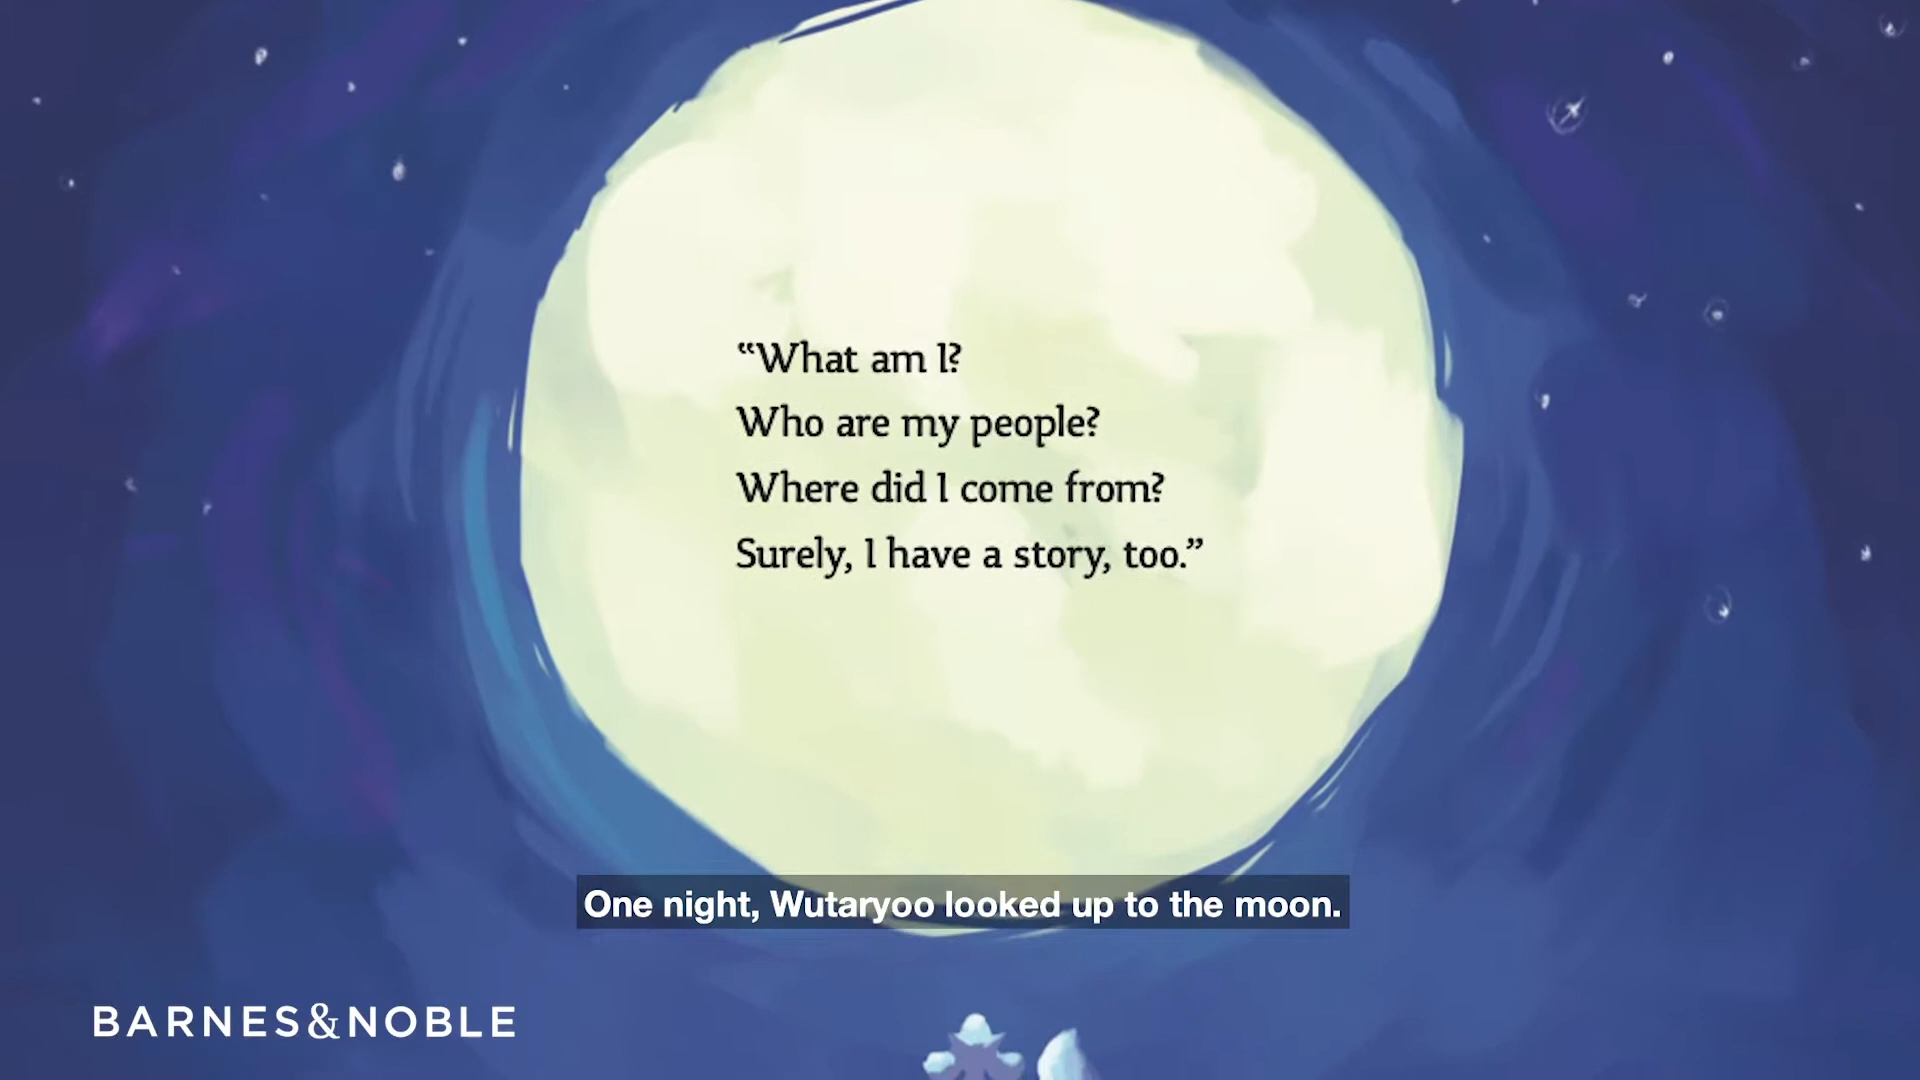 “What am I?
Who are my people?
Where did I come from?
Surely, I have a story, too.”
One night, Wutaryoo looked up to the moon.
BARNES&NOBLE